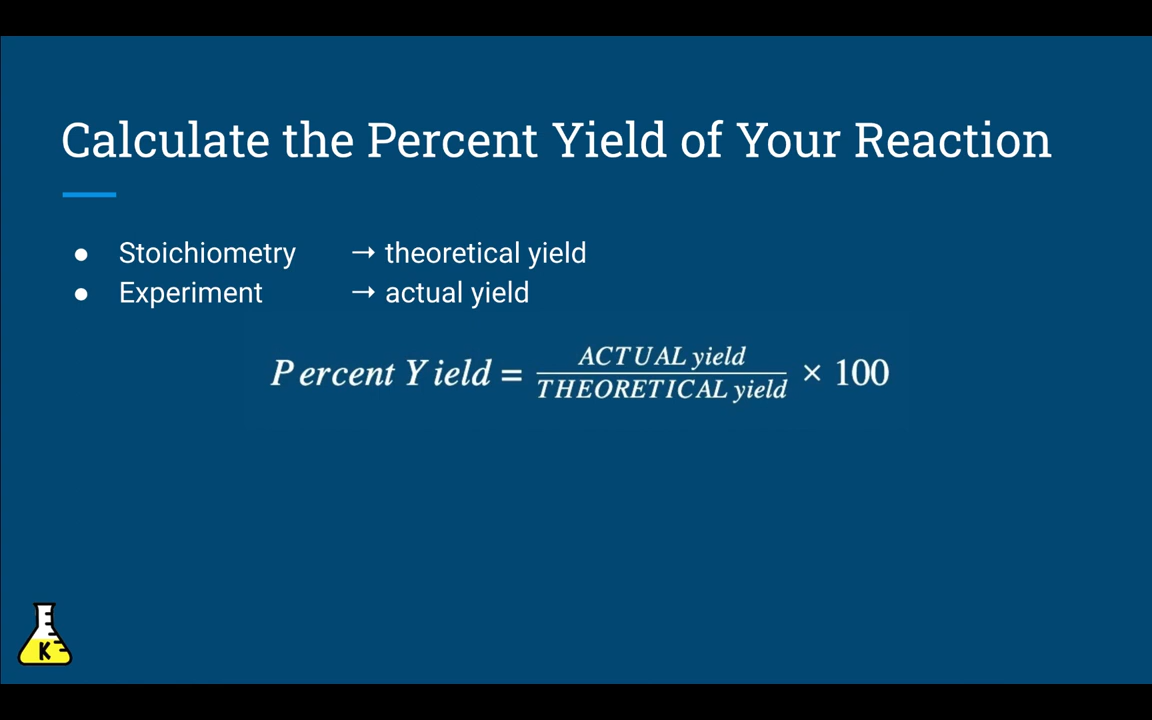 Calculate the Percent Yield of Your Reaction
● Stoichiometry → theoretical yield
● Experiment → actual yield
Percent Yield = ACTUAL yield / THEORETICAL yield × 100
K